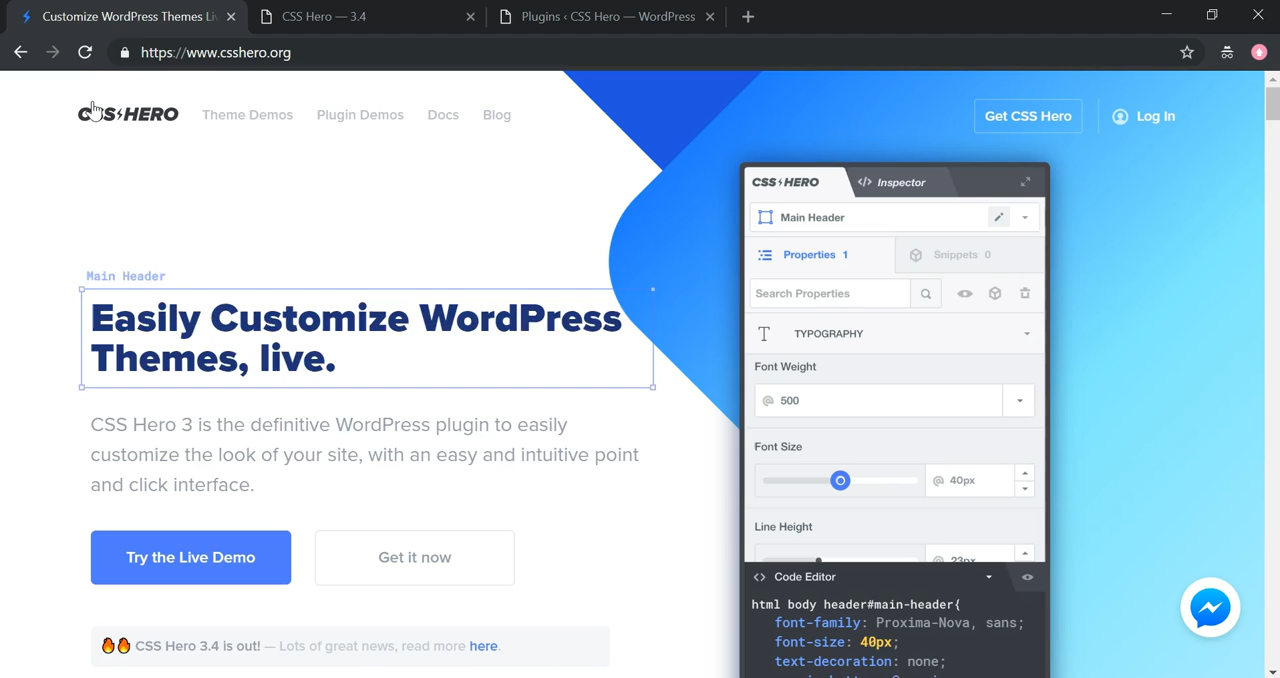 Customize WordPress Themes Li
CSS Hero — 3.4
Plugins ‹ CSS Hero — WordPress
https://www.csshero.org
CSS HERO
Theme Demos
Plugin Demos
Docs
Blog
Get CSS Hero
Log In
Main Header
Easily Customize WordPress
Themes, live.
CSS Hero 3 is the definitive WordPress plugin to easily
customize the look of your site, with an easy and intuitive point
and click interface.
Try the Live Demo
Get it now
CSS Hero 3.4 is out! — Lots of great news, read more here.
CSS HERO
</> Inspector
Main Header
Properties 1
Snippets 0
Search Properties
TYPOGRAPHY
Font Weight
@ 500
Font Size
@ 40px
Line Height
@ 23px
<> Code Editor
html body header#main-header{
font-family: Proxima-Nova, sans;
font-size: 40px;
text-decoration: none;